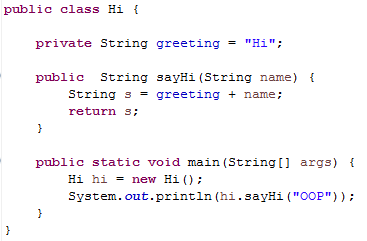 public class Hi {
private String greeting = "Hi";
public  String sayHi(String name) {
String s = greeting + name;
return s;
}
public static void main(String[] args) {
Hi hi = new Hi();
System.out.println(hi.sayHi("OOP"));
}
}